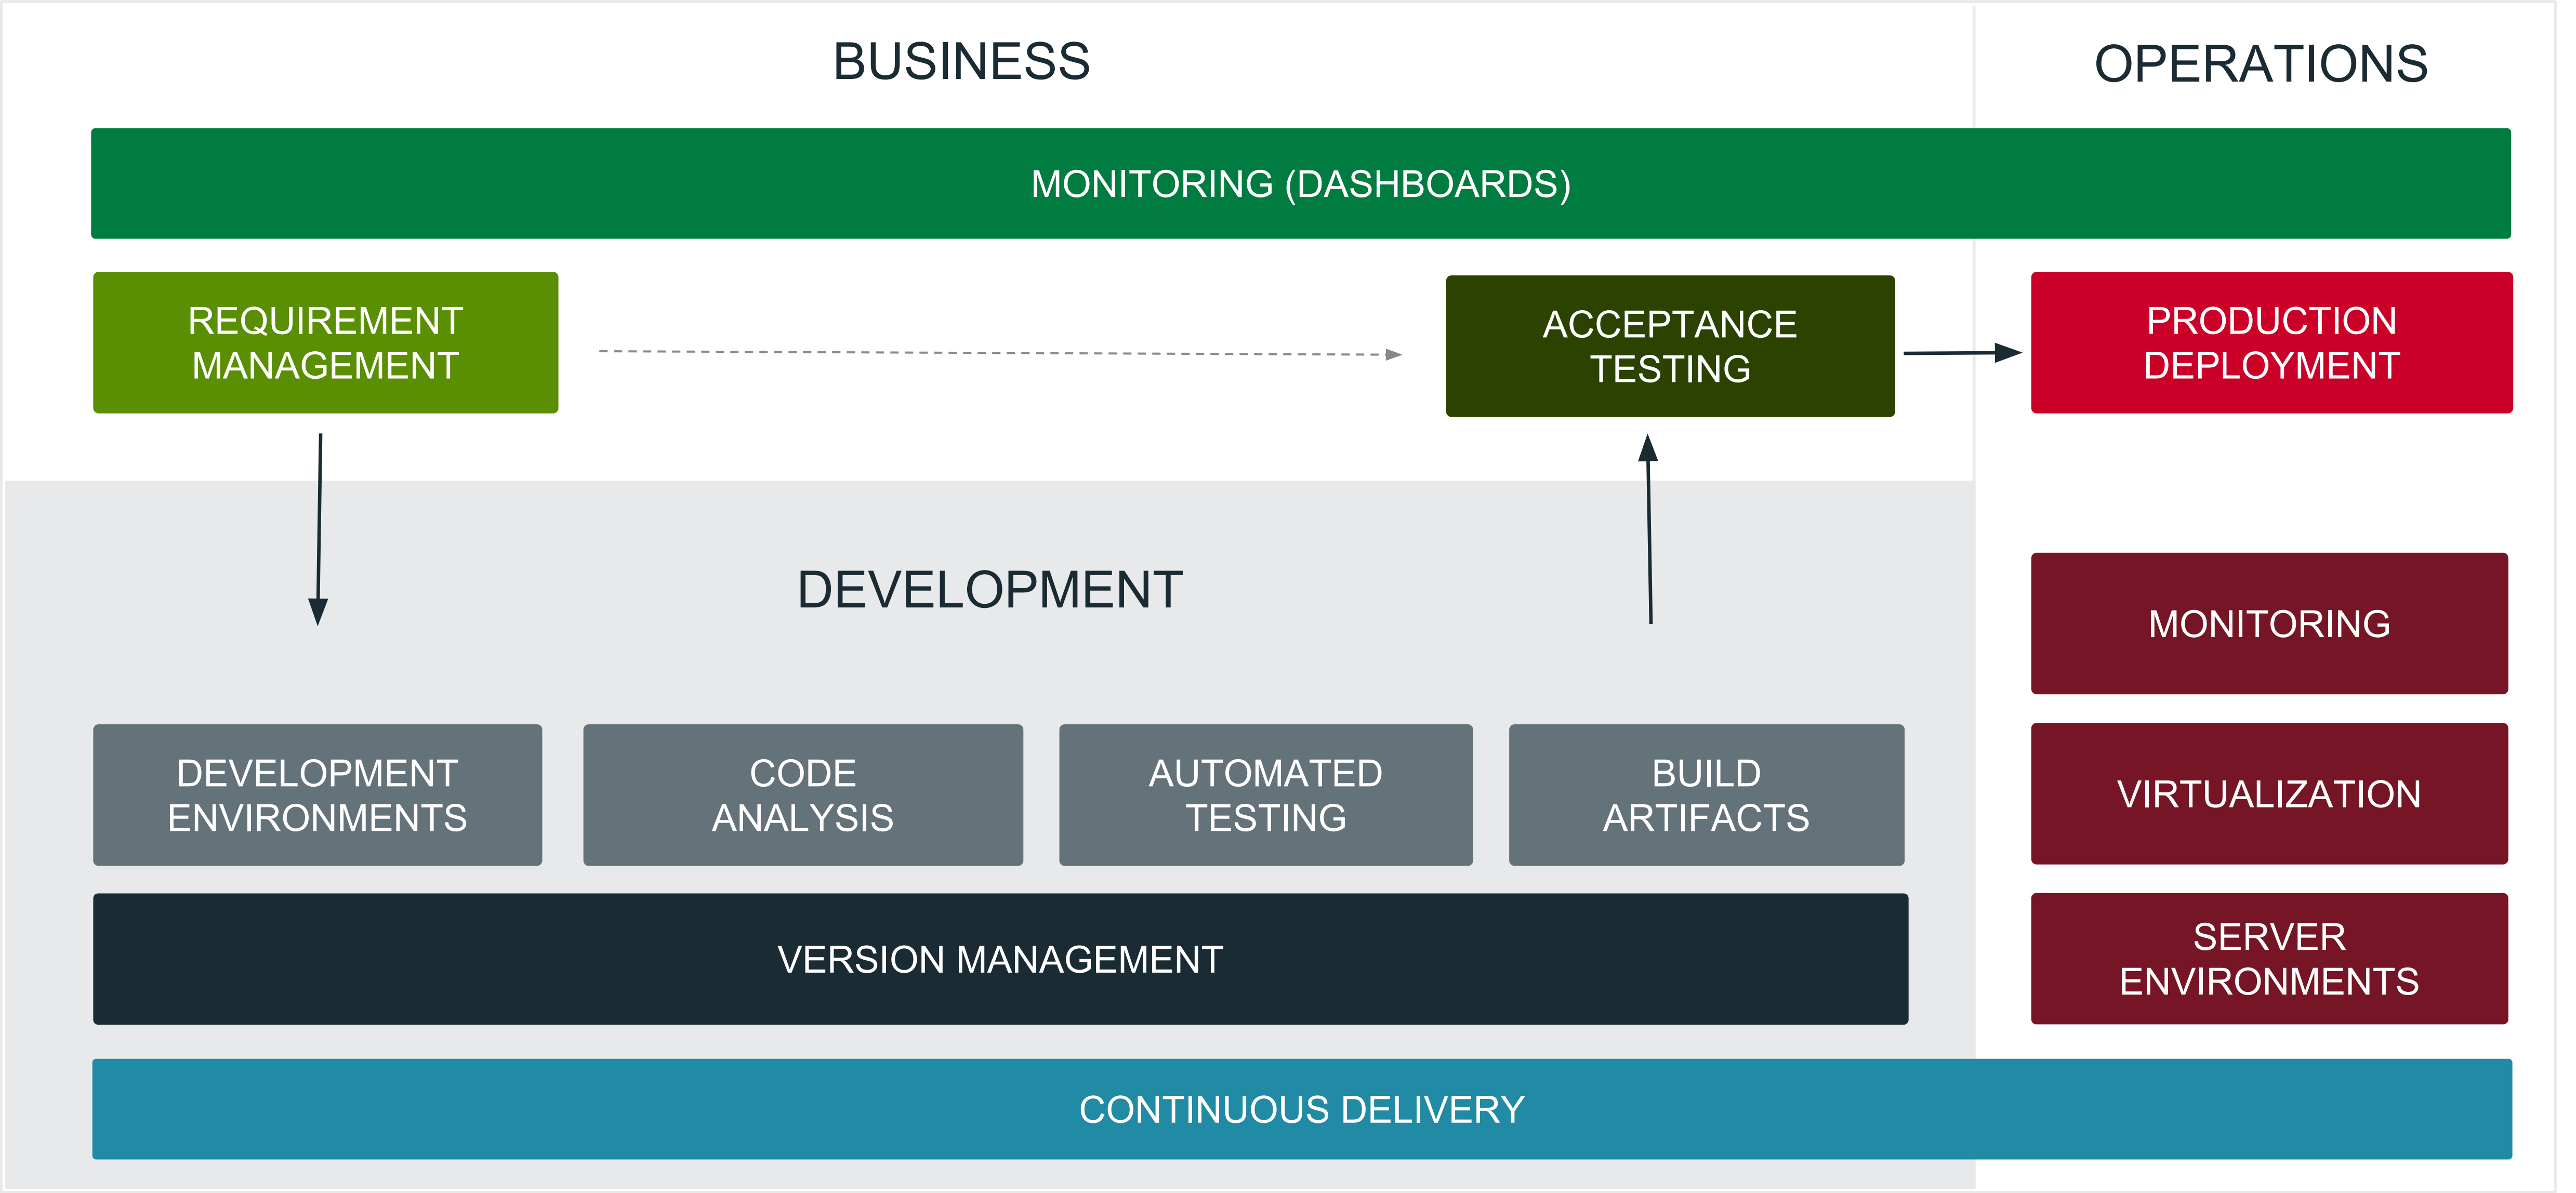 BUSINESS
OPERATIONS
MONITORING (DASHBOARDS)
REQUIREMENT
MANAGEMENT
ACCEPTANCE
TESTING
PRODUCTION
DEPLOYMENT
DEVELOPMENT
MONITORING
DEVELOPMENT
ENVIRONMENTS
CODE
ANALYSIS
AUTOMATED
TESTING
BUILD
ARTIFACTS
VIRTUALIZATION
VERSION MANAGEMENT
SERVER
ENVIRONMENTS
CONTINUOUS DELIVERY